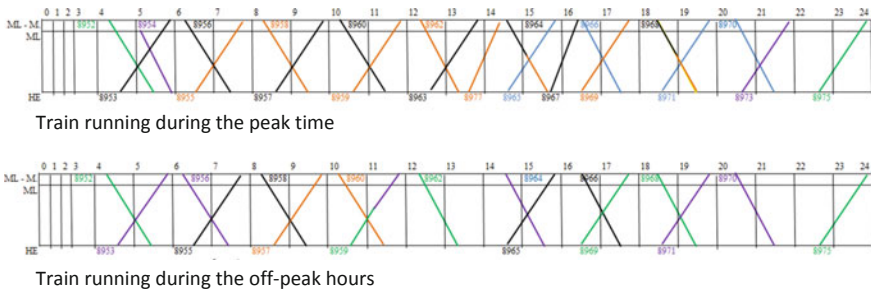 0 1 2 3 4 5 6 7 8 9 10 11 12 13 14 15 16 17 18 19 20 21 22 23 24
ML - M. 8952 8954 8956 8958 8960 8962 8964 8966 8968 8970
ML
HE
8953 8955 8957 8959 8963 8977 8965 8967 8969 8971 8973 8975
Train running during the peak time
0 1 2 3 4 5 6 7 8 9 10 11 12 13 14 15 16 17 18 19 20 21 22 23 24
ML - M. 8952 8956 8958 8960 8962 8964 8966 8968 8970
ML
HE
8953 8955 8957 8959 8965 8969 8971 8975
Train running during the off-peak hours